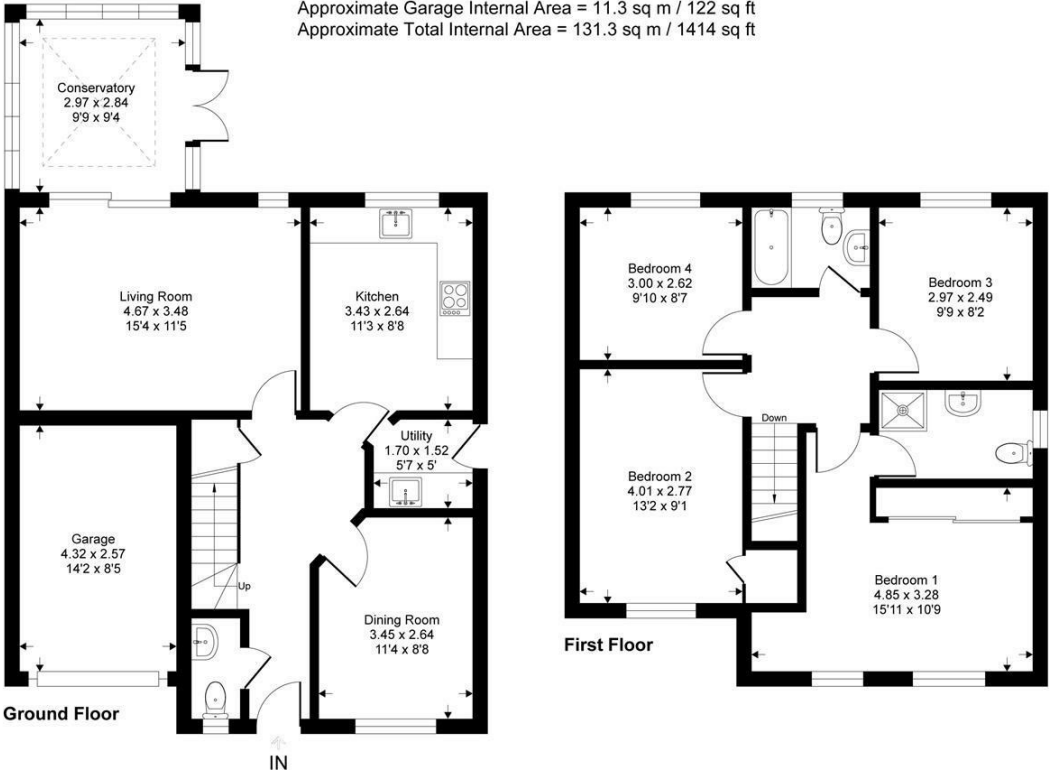 Approximate Garage Internal Area = 11.3 sq m / 122 sq ft
Approximate Total Internal Area = 131.3 sq m / 1414 sq ft
Conservatory
2.97 x 2.84
9'9 x 9'4
Living Room
4.67 x 3.48
15'4 x 11'5
Kitchen
3.43 x 2.64
11'3 x 8'8
Utility
1.70 x 1.52
5'7 x 5'
Garage
4.32 x 2.57
14'2 x 8'5
Up
Dining Room
3.45 x 2.64
11'4 x 8'8
Ground Floor
IN
Bedroom 4
3.00 x 2.62
9'10 x 8'7
Bedroom 3
2.97 x 2.49
9'9 x 8'2
Down
Bedroom 2
4.01 x 2.77
13'2 x 9'1
Bedroom 1
4.85 x 3.28
15'11 x 10'9
First Floor